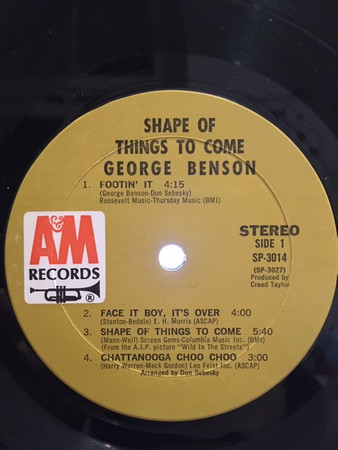 SHAPE OF
THINGS TO COME
GEORGE BENSON
1. FOOTIN' IT 4:15
(George Benson-Don Sebesky)
Roosevelt Music-Thursday Music (BMI)
STEREO
SIDE 1
SP-3014
(SP-3027)
Produced by
Creed Taylor
A&M
RECORDS
®
2. FACE IT BOY, IT'S OVER 4:00
(Stanton-Bedale) E. H. Morris (ASCAP)
3. SHAPE OF THINGS TO COME 5:40
(Mann-Weil) Screen Gems-Columbia Music Inc. (BMI)
(From the A.I.P. picture "Wild In The Streets")
4. CHATTANOOGA CHOO CHOO 3:00
(Harry Warren-Mack Gordon) Leo Feist Inc. (ASCAP)
Arranged by Don Sebesky